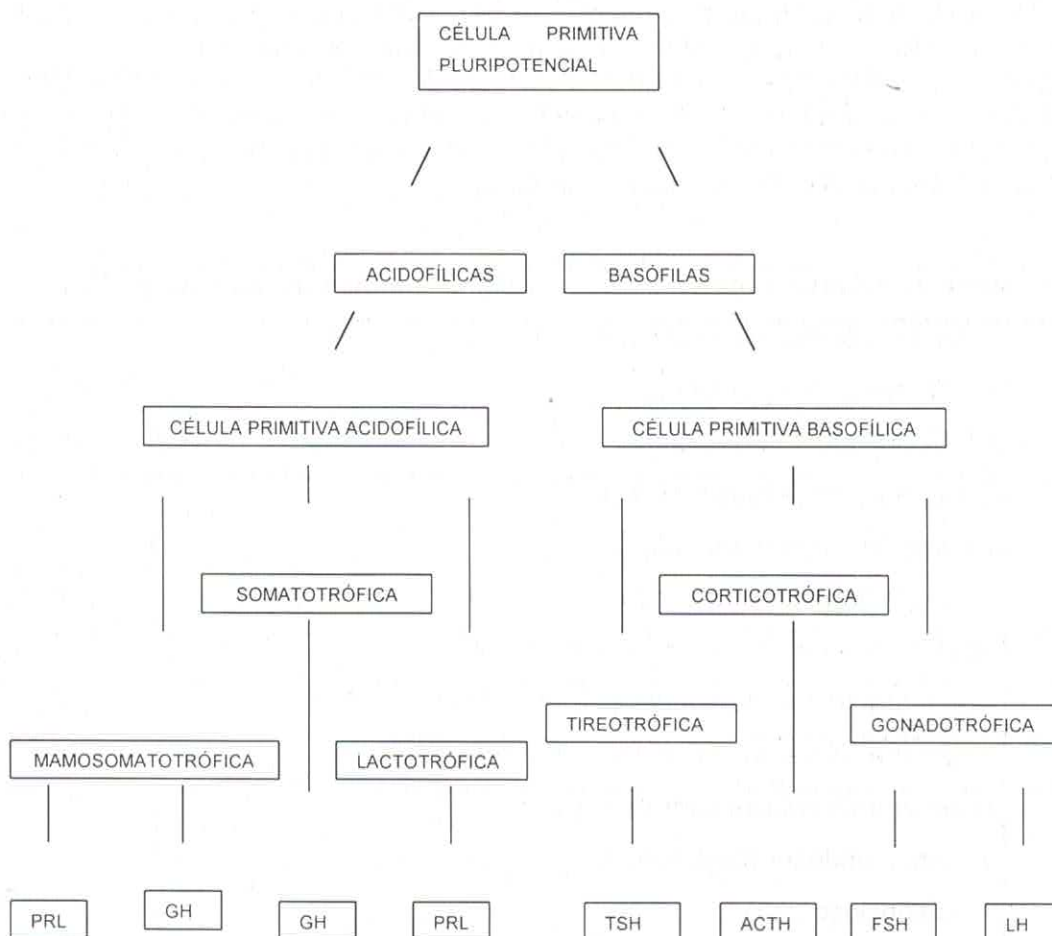 CÉLULA PRIMITIVA
PLURIPOTENCIAL
ACIDOFÍLICAS
BASÓFILAS
CÉLULA PRIMITIVA ACIDOFÍLICA
CÉLULA PRIMITIVA BASOFÍLICA
SOMATOTRÓFICA
CORTICOTRÓFICA
TIREOTRÓFICA
GONADOTRÓFICA
MAMOSOMATOTRÓFICA
LACTOTRÓFICA
PRL
GH
GH
PRL
TSH
ACTH
FSH
LH